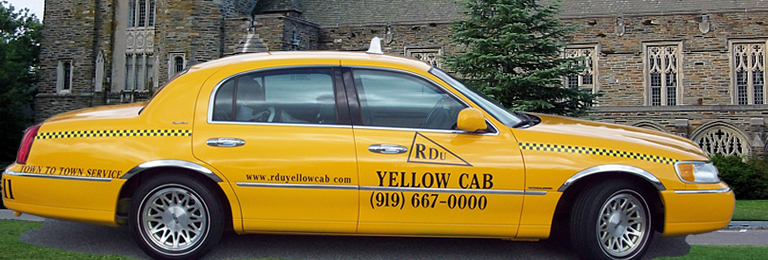 TOWN TO TOWN SERVICE
www.rduyellowcab.com
RDU
YELLOW CAB
(919) 667-0000